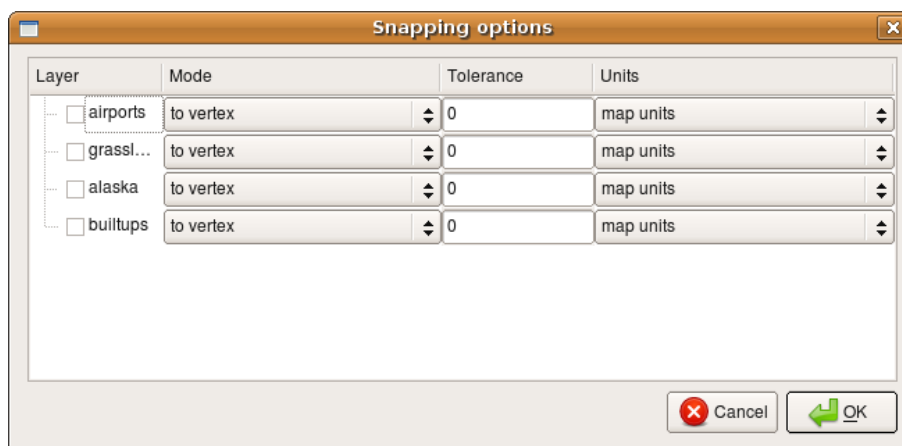 Snapping options
Layer Mode Tolerance Units
airports to vertex 0 map units
grassl... to vertex 0 map units
alaska to vertex 0 map units
builtups to vertex 0 map units
Cancel OK